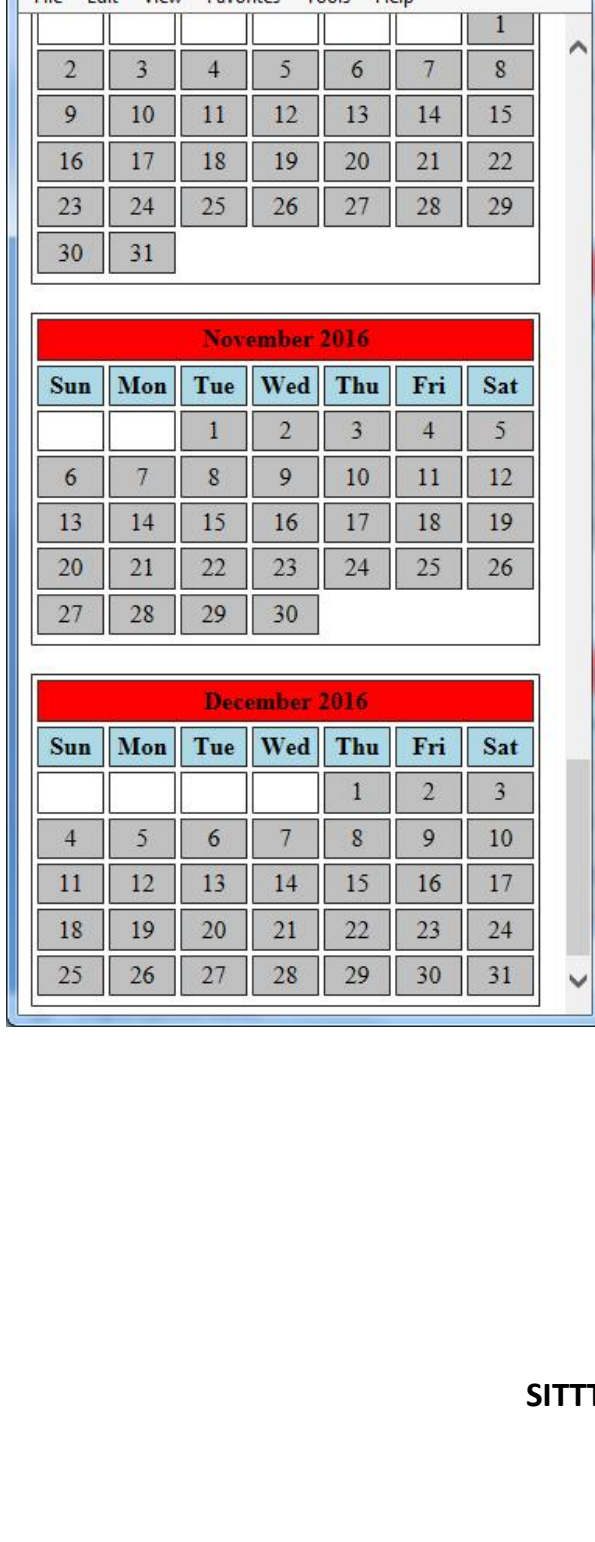 File Edit View Favorites Tools Help
1
2 3 4 5 6 7 8
9 10 11 12 13 14 15
16 17 18 19 20 21 22
23 24 25 26 27 28 29
30 31
November 2016
Sun Mon Tue Wed Thu Fri Sat
1 2 3 4 5
6 7 8 9 10 11 12
13 14 15 16 17 18 19
20 21 22 23 24 25 26
27 28 29 30
December 2016
Sun Mon Tue Wed Thu Fri Sat
1 2 3
4 5 6 7 8 9 10
11 12 13 14 15 16 17
18 19 20 21 22 23 24
25 26 27 28 29 30 31
SITTT